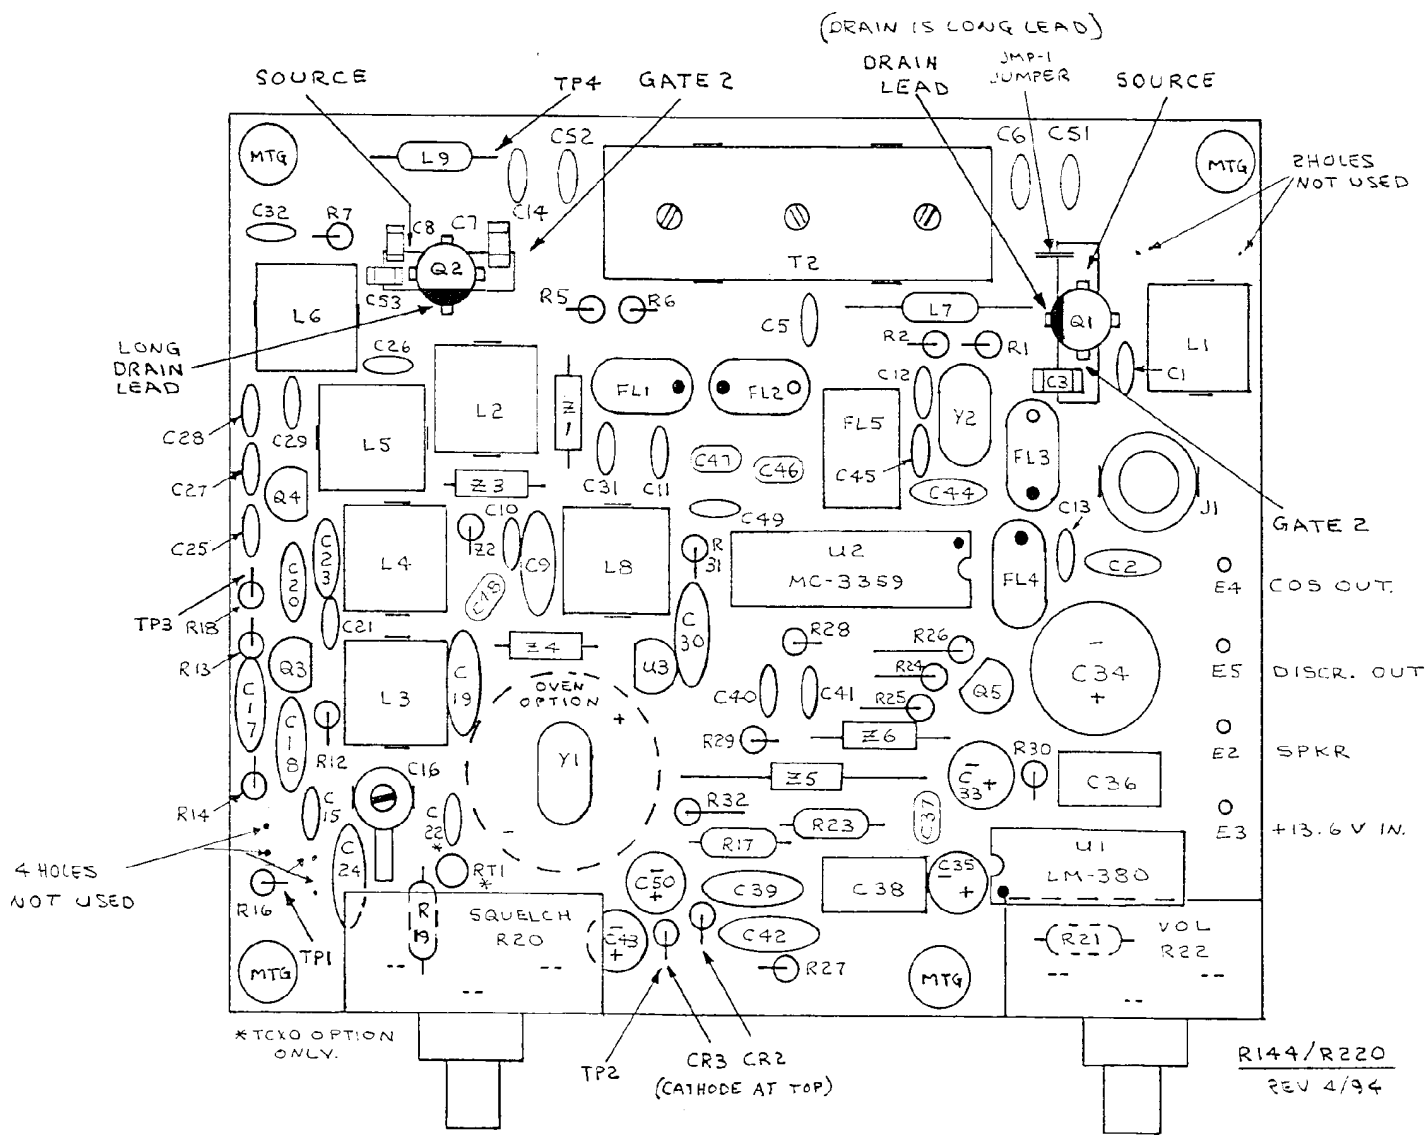 (DRAIN IS LONG LEAD)
SOURCE
TP4
GATE 2
DRAIN
LEAD
JMP-1
JUMPER
SOURCE
MTG
L9
C52
C6
C51
MTG
2 HOLES
NOT USED
C32
R7
C8
C7
C14
Q2
T2
C53
L6
R5
R6
C5
L7
Q1
L1
R2
R1
LONG
DRAIN
LEAD
C26
L2
Z1
FL1
FL2
C12
Y2
C3
C1
C28
C29
L5
FL5
FL3
C27
Q4
Z3
C31
C11
C47
C46
C45
C44
J1
C25
C10
C49
C13
GATE 2
C20
C23
L4
Z2
C9
L8
R31
U2
MC-3359
FL4
C2
C48
E4 COS OUT.
TP3
R18
C21
R13
Q3
Z4
U3
C30
R28
R26
C34
- +
E5 DISCR. OUT
C17
L3
C19
OVEN
OPTION
+
C40
C41
R24
R25
Q5
C18
R12
R29
Z6
E2 SPKR
Y1
Z5
C33
- +
R30
C36
R14
C15
C16
C22
*
-
R32
R17
R23
C37
E3 +13.6 V IN.
4 HOLES
NOT USED
C24
RT1
*
C50
- +
C39
C38
C35
- +
U1
LM-380
R16
R19
SQUELCH
R20
C43
- +
C42
R21
VOL
R22
MTG
TP1
R27
MTG
*TCXO OPTION
ONLY.
TP2
CR3 CR2
(CATHODE AT TOP)
R144/R220
REV 4/94